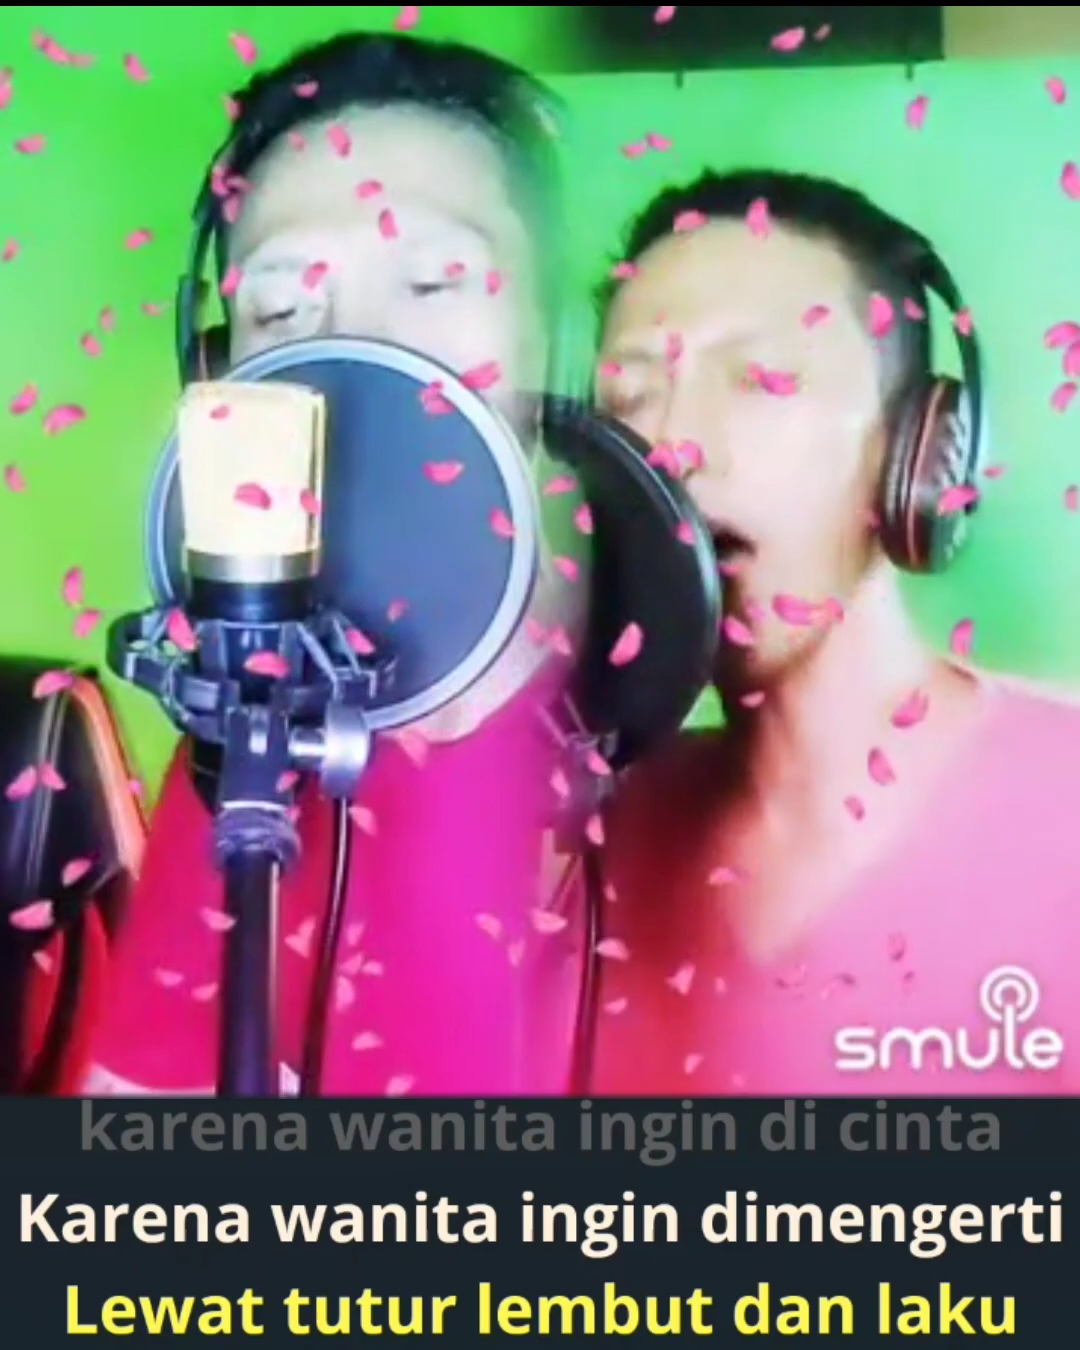 smule
karena wanita ingin di cinta
Karena wanita ingin dimengerti
Lewat tutur lembut dan laku